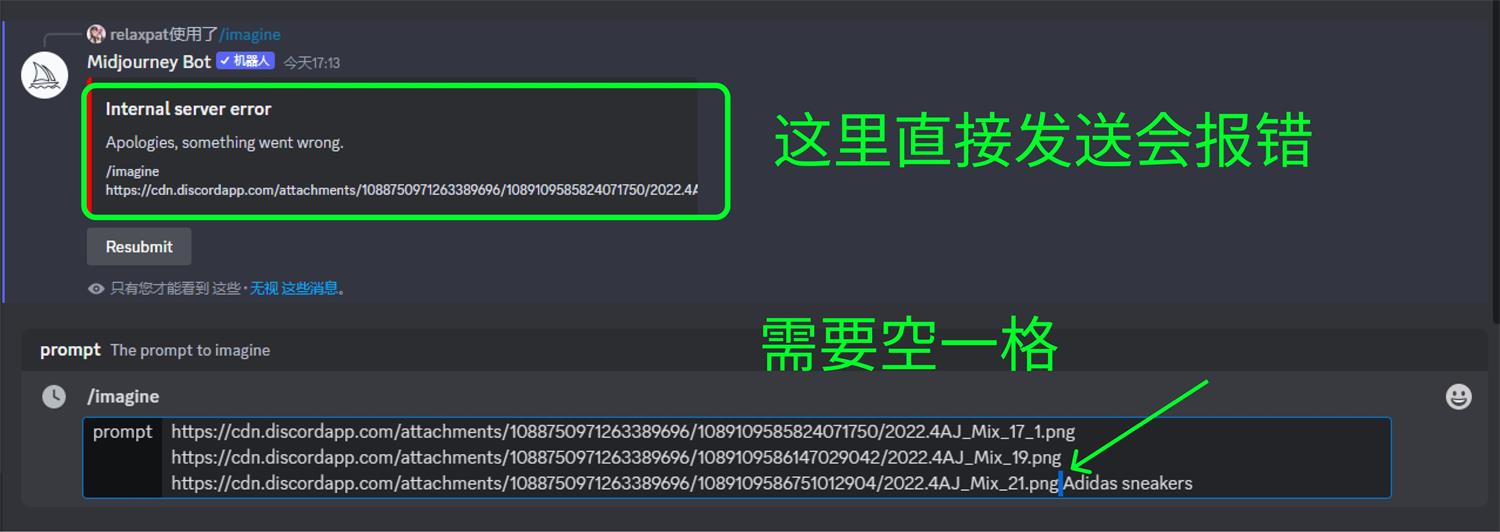 relaxpat使用了/imagine
Midjourney Bot ✓ 机器人 今天17:13
Internal server error
Apologies, something went wrong.
/imagine
https://cdn.discordapp.com/attachments/1088750971263389696/1089109585824071750/2022.4A
这里直接发送会报错
Resubmit
只有您才能看到 这些 · 无视 这些消息。
需要空一格
prompt The prompt to imagine
/imagine
prompt https://cdn.discordapp.com/attachments/1088750971263389696/1089109585824071750/2022.4AJ_Mix_17_1.png
https://cdn.discordapp.com/attachments/1088750971263389696/1089109586147029042/2022.4AJ_Mix_19.png
https://cdn.discordapp.com/attachments/1088750971263389696/1089109586751012904/2022.4AJ_Mix_21.png Adidas sneakers